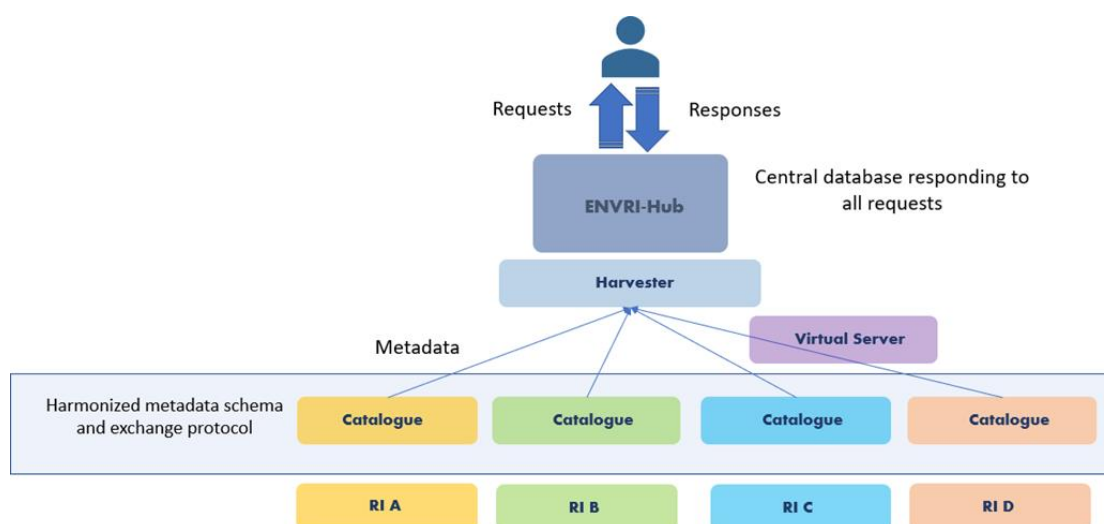 Requests
Responses
ENVRI-Hub
Central database responding to
all requests
Harvester
Virtual Server
Metadata
Harmonized metadata schema
and exchange protocol
Catalogue
Catalogue
Catalogue
Catalogue
RI A
RI B
RI C
RI D